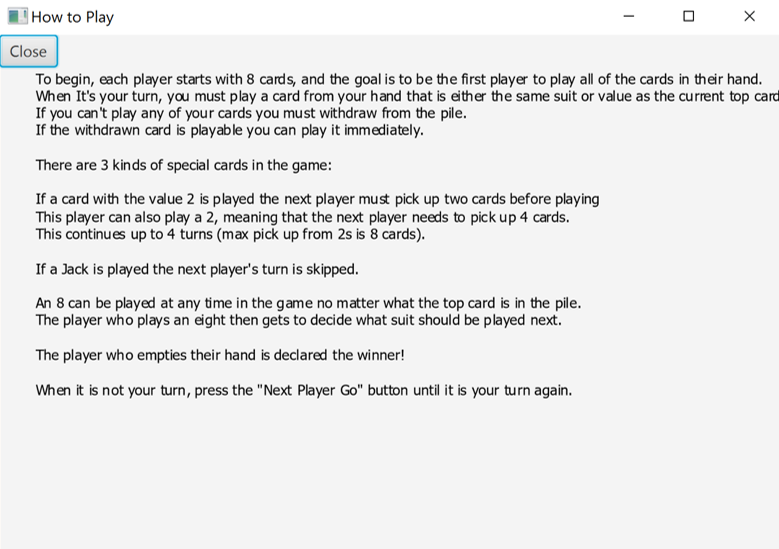 How to Play
Close
To begin, each player starts with 8 cards, and the goal is to be the first player to play all of the cards in their hand.
When It's your turn, you must play a card from your hand that is either the same suit or value as the current top card
If you can't play any of your cards you must withdraw from the pile.
If the withdrawn card is playable you can play it immediately.
There are 3 kinds of special cards in the game:
If a card with the value 2 is played the next player must pick up two cards before playing
This player can also play a 2, meaning that the next player needs to pick up 4 cards.
This continues up to 4 turns (max pick up from 2s is 8 cards).
If a Jack is played the next player's turn is skipped.
An 8 can be played at any time in the game no matter what the top card is in the pile.
The player who plays an eight then gets to decide what suit should be played next.
The player who empties their hand is declared the winner!
When it is not your turn, press the "Next Player Go" button until it is your turn again.